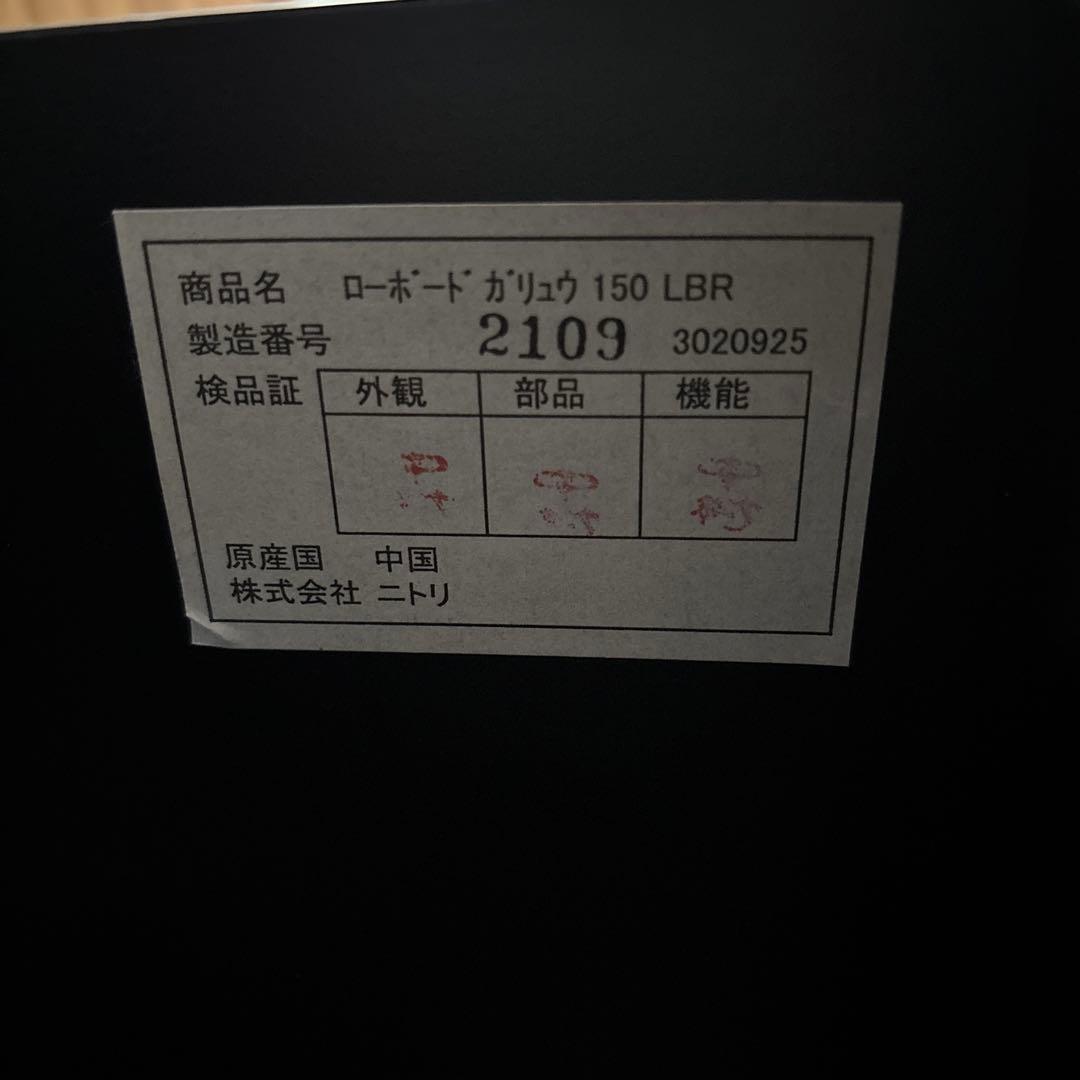 商品名 ﾛｰﾎﾞｰﾄﾞ ｶﾞﾘｭｳ 150 LBR
製造番号 2109 3020925
検品証 外観 部品 機能
原産国 中国
株式会社 ニトリ